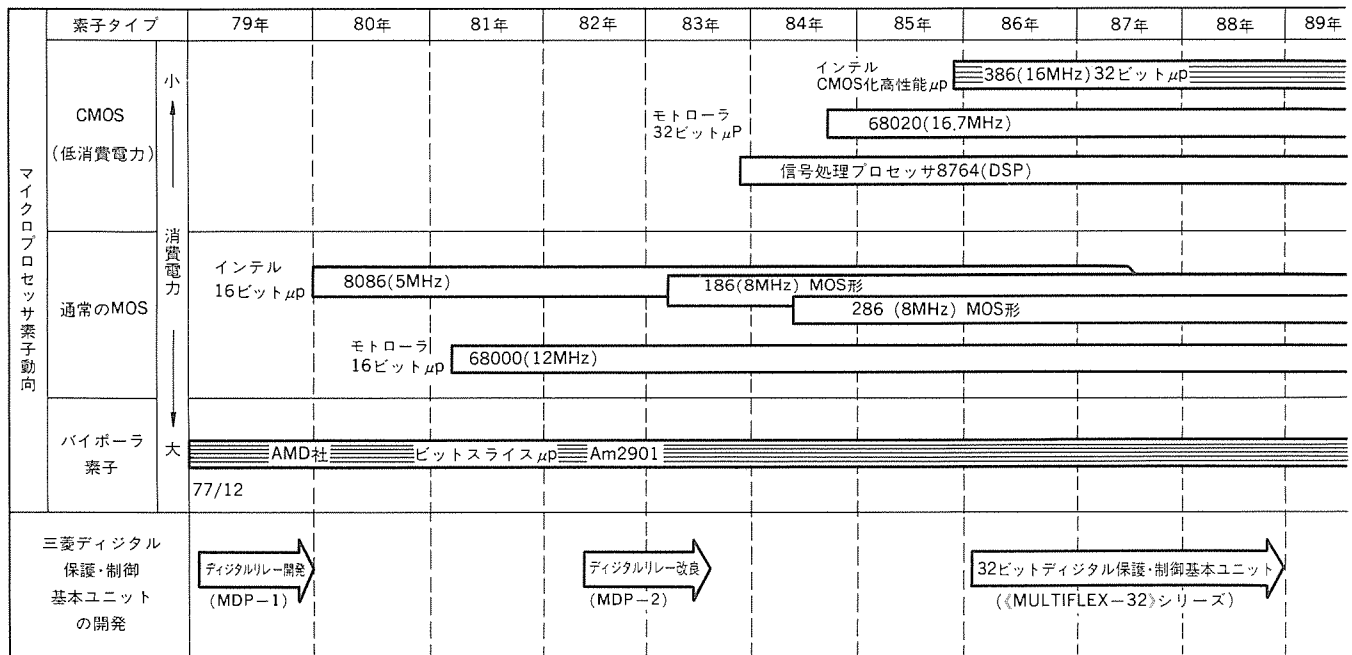 素子タイプ
79年
80年
81年
82年
83年
84年
85年
86年
87年
88年
89年
マイクロプロセッサ素子動向
CMOS
(低消費電力)
小
消費電力
大
インテル
CMOS化高性能μp
386(16MHz)32ビットμp
モトローラ
32ビットμP
68020(16.7MHz)
信号処理プロセッサ8764(DSP)
通常のMOS
インテル
16ビットμp
8086(5MHz)
186(8MHz) MOS形
286 (8MHz) MOS形
モトローラ
16ビットμp
68000(12MHz)
バイポーラ
素子
AMD社 ビットスライスμp Am2901
77/12
三菱ディジタル
保護・制御
基本ユニット
の開発
ディジタルリレー開発
(MDP-1)
ディジタルリレー改良
(MDP-2)
32ビットディジタル保護・制御基本ユニット
(《MULTIFLEX-32》シリーズ)